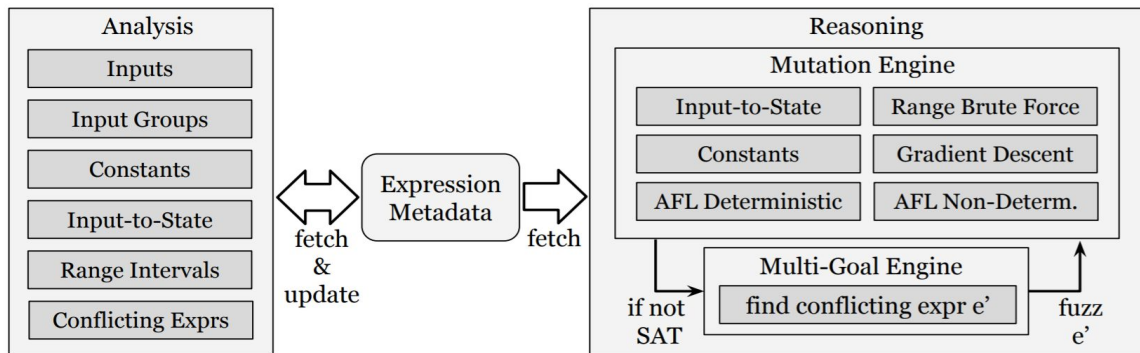 Analysis
Inputs
Input Groups
Constants
Input-to-State
Range Intervals
Conflicting Exprs
fetch
&
update
Expression
Metadata
fetch
Reasoning
Mutation Engine
Input-to-State
Range Brute Force
Constants
Gradient Descent
AFL Deterministic
AFL Non-Determ.
if not
SAT
Multi-Goal Engine
find conflicting expr e’
fuzz
e’